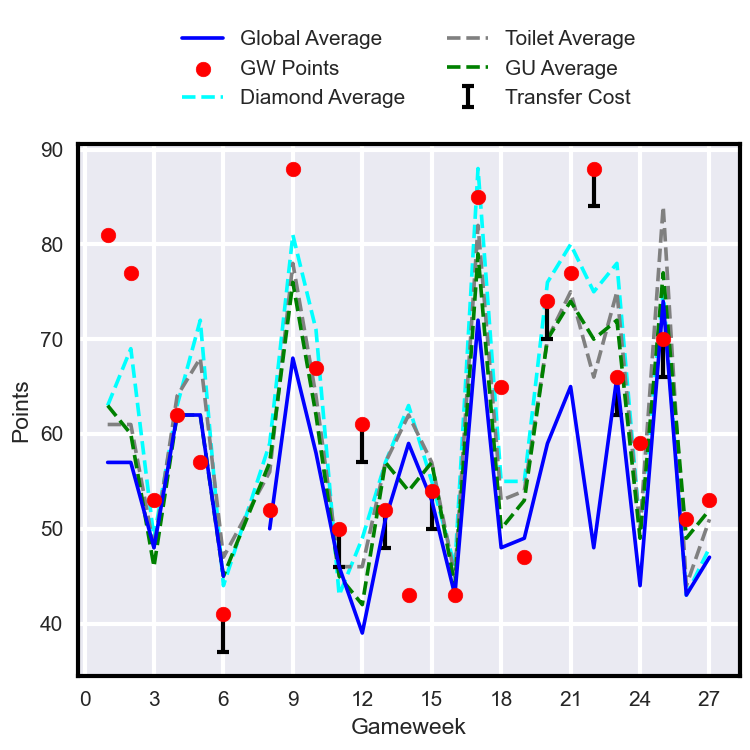 Global Average
GW Points
Diamond Average
Toilet Average
GU Average
Transfer Cost
90
80
70
60
50
40
Points
0 3 6 9 12 15 18 21 24 27
Gameweek